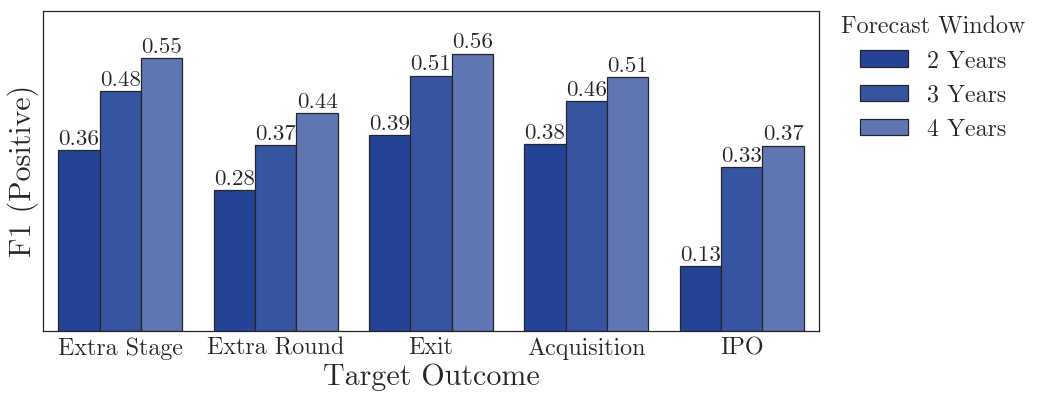 F1 (Positive)
0.36
0.48
0.55
0.28
0.37
0.44
0.39
0.51
0.56
0.38
0.46
0.51
0.13
0.33
0.37
Extra Stage
Extra Round
Exit
Acquisition
IPO
Target Outcome
Forecast Window
2 Years
3 Years
4 Years